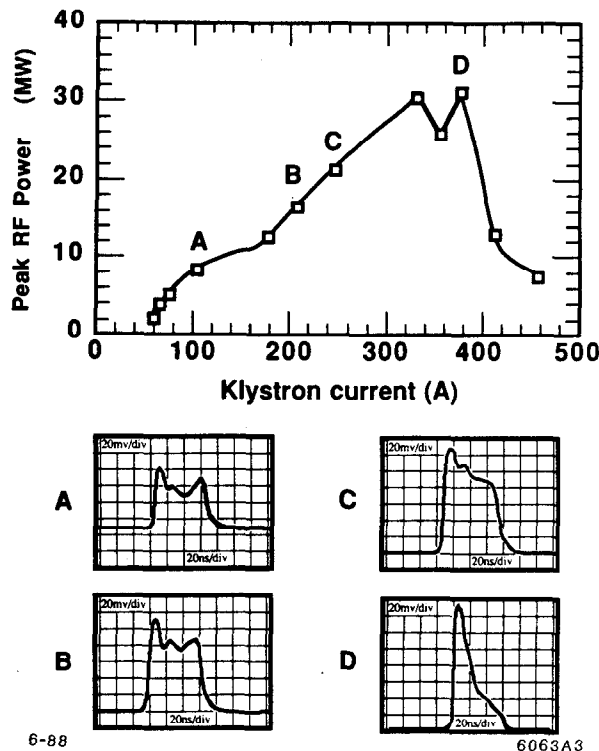 40
30
20
10
0
Peak RF Power (MW)
A
B
C
D
0 100 200 300 400 500
Klystron current (A)
A
20mv/div
20ns/div
C
20mv/div
20ns/div
B
20mv/div
20ns/div
D
20mv/div
20ns/div
6-88
6063A3